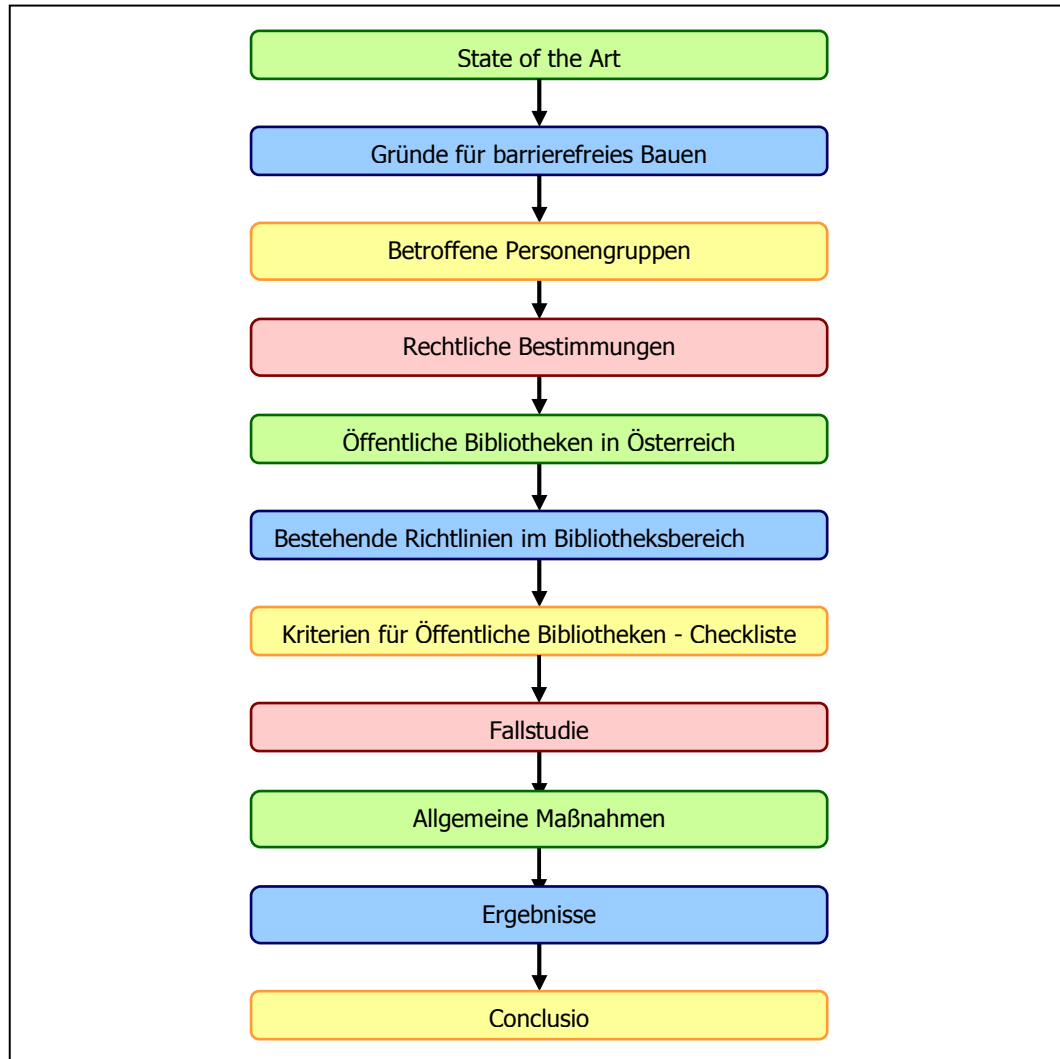 State of the Art
Gründe für barrierefreies Bauen
Betroffene Personengruppen
Rechtliche Bestimmungen
Öffentliche Bibliotheken in Österreich
Bestehende Richtlinien im Bibliotheksbereich
Kriterien für Öffentliche Bibliotheken - Checkliste
Fallstudie
Allgemeine Maßnahmen
Ergebnisse
Conclusio